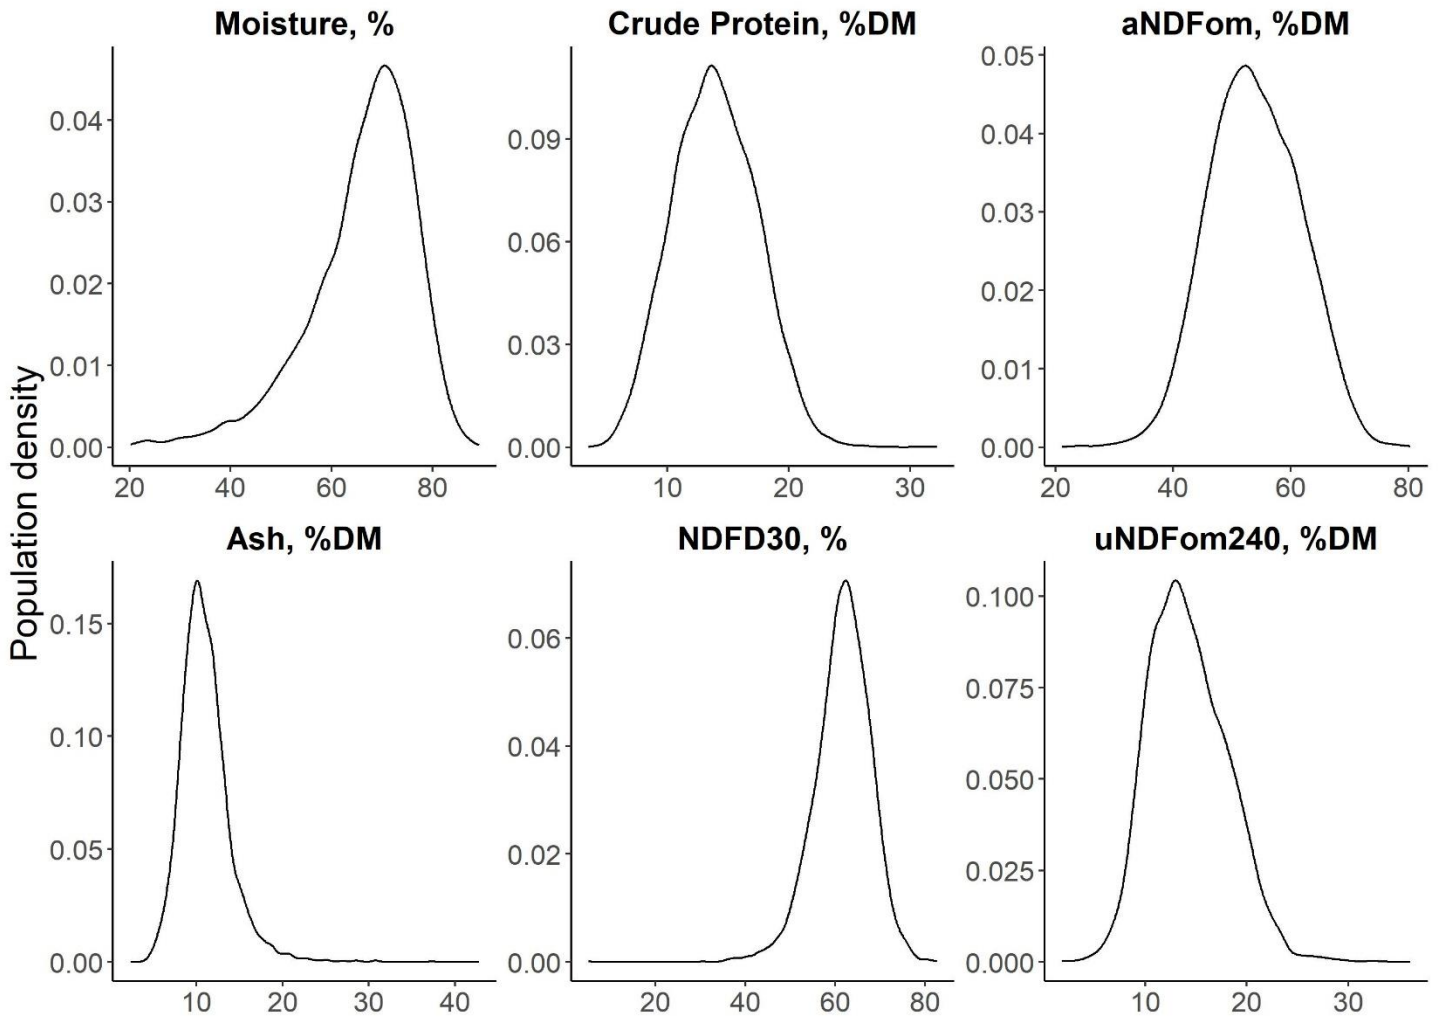 Population density
Moisture, %
0.04
0.03
0.02
0.01
0.00
20 40 60 80
Crude Protein, %DM
0.09
0.06
0.03
0.00
10 20 30
aNDFom, %DM
0.05
0.04
0.03
0.02
0.01
0.00
20 40 60 80
Ash, %DM
0.15
0.10
0.05
0.00
10 20 30 40
NDFD30, %
0.06
0.04
0.02
0.00
20 40 60 80
uNDFom240, %DM
0.100
0.075
0.050
0.025
0.000
10 20 30